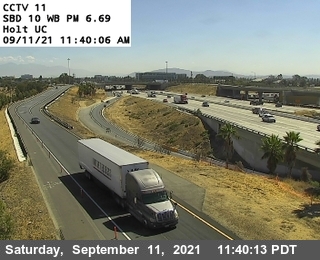 CCTV 11
SBD 10 WB PM 6.69
Holt UC
09/11/21 11:40:06 AM
Saturday, September 11, 2021 11:40:13 PDT